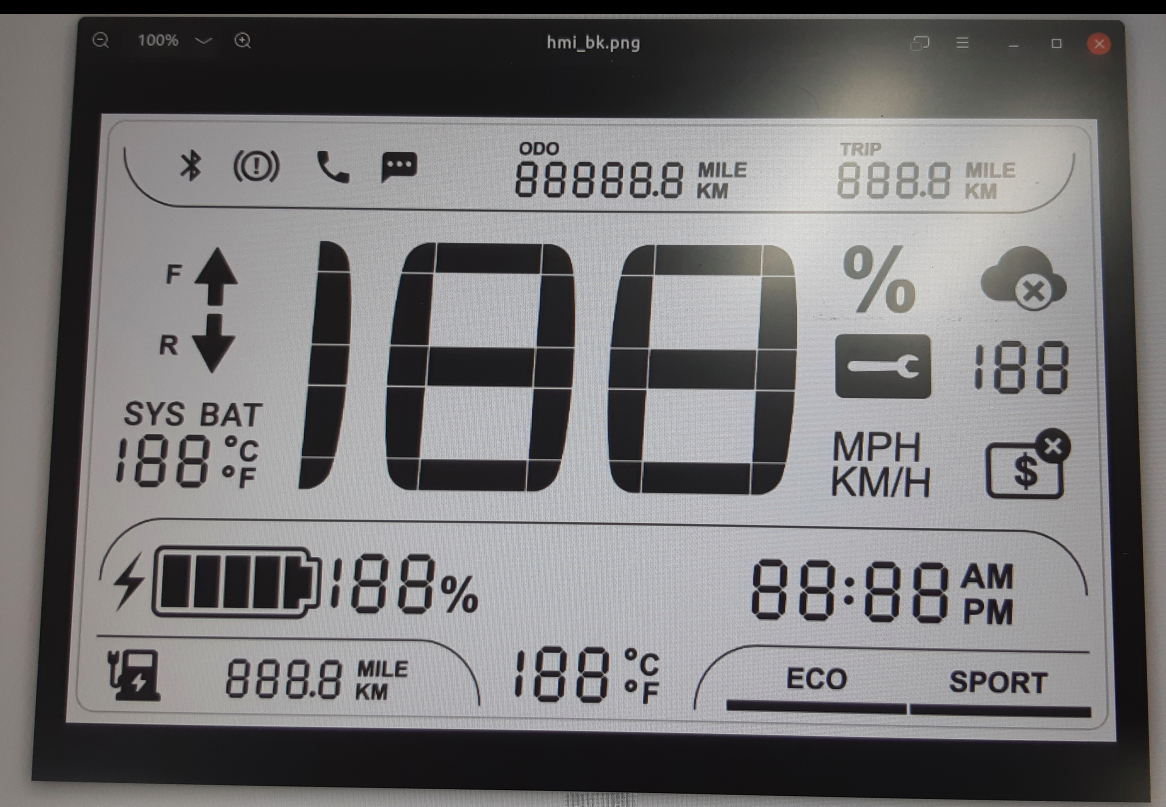 100%
hmi_bk.png
ODO
88888.8 MILE
KM
TRIP
888.8 MILE
KM
F
R
SYS BAT
188 °C
°F
188
%
188
MPH
KM/H
$
188%
88:88 AM
PM
888.8 MILE
KM
188 °C
°F
ECO
SPORT